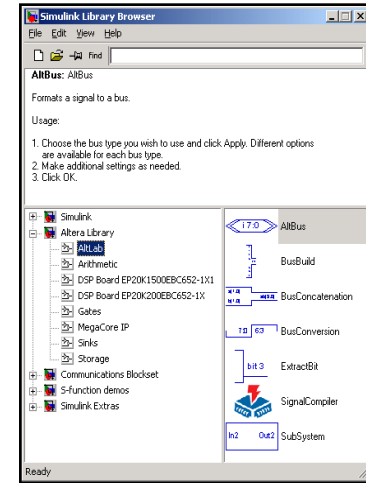 Simulink Library Browser
File Edit View Help
Find
AltBus: AltBus
Formats a signal to a bus.
Usage:
1. Choose the bus type you wish to use and click Apply. Different options
are available for each bus type.
2. Make additional settings as needed.
3. Click OK.
Simulink
Altera Library
AltLab
Arithmetic
DSP Board EP20K1500EBC652-1X1
DSP Board EP20K200EBC652-1X
Gates
MegaCore IP
Sinks
Storage
Communications Blockset
S-function demos
Simulink Extras
i 7:0 AltBus
BusBuild
BusConcatenation
7:0 6:3 BusConversion
bit 3 ExtractBit
SignalCompiler
In2 Out2 SubSystem
Ready